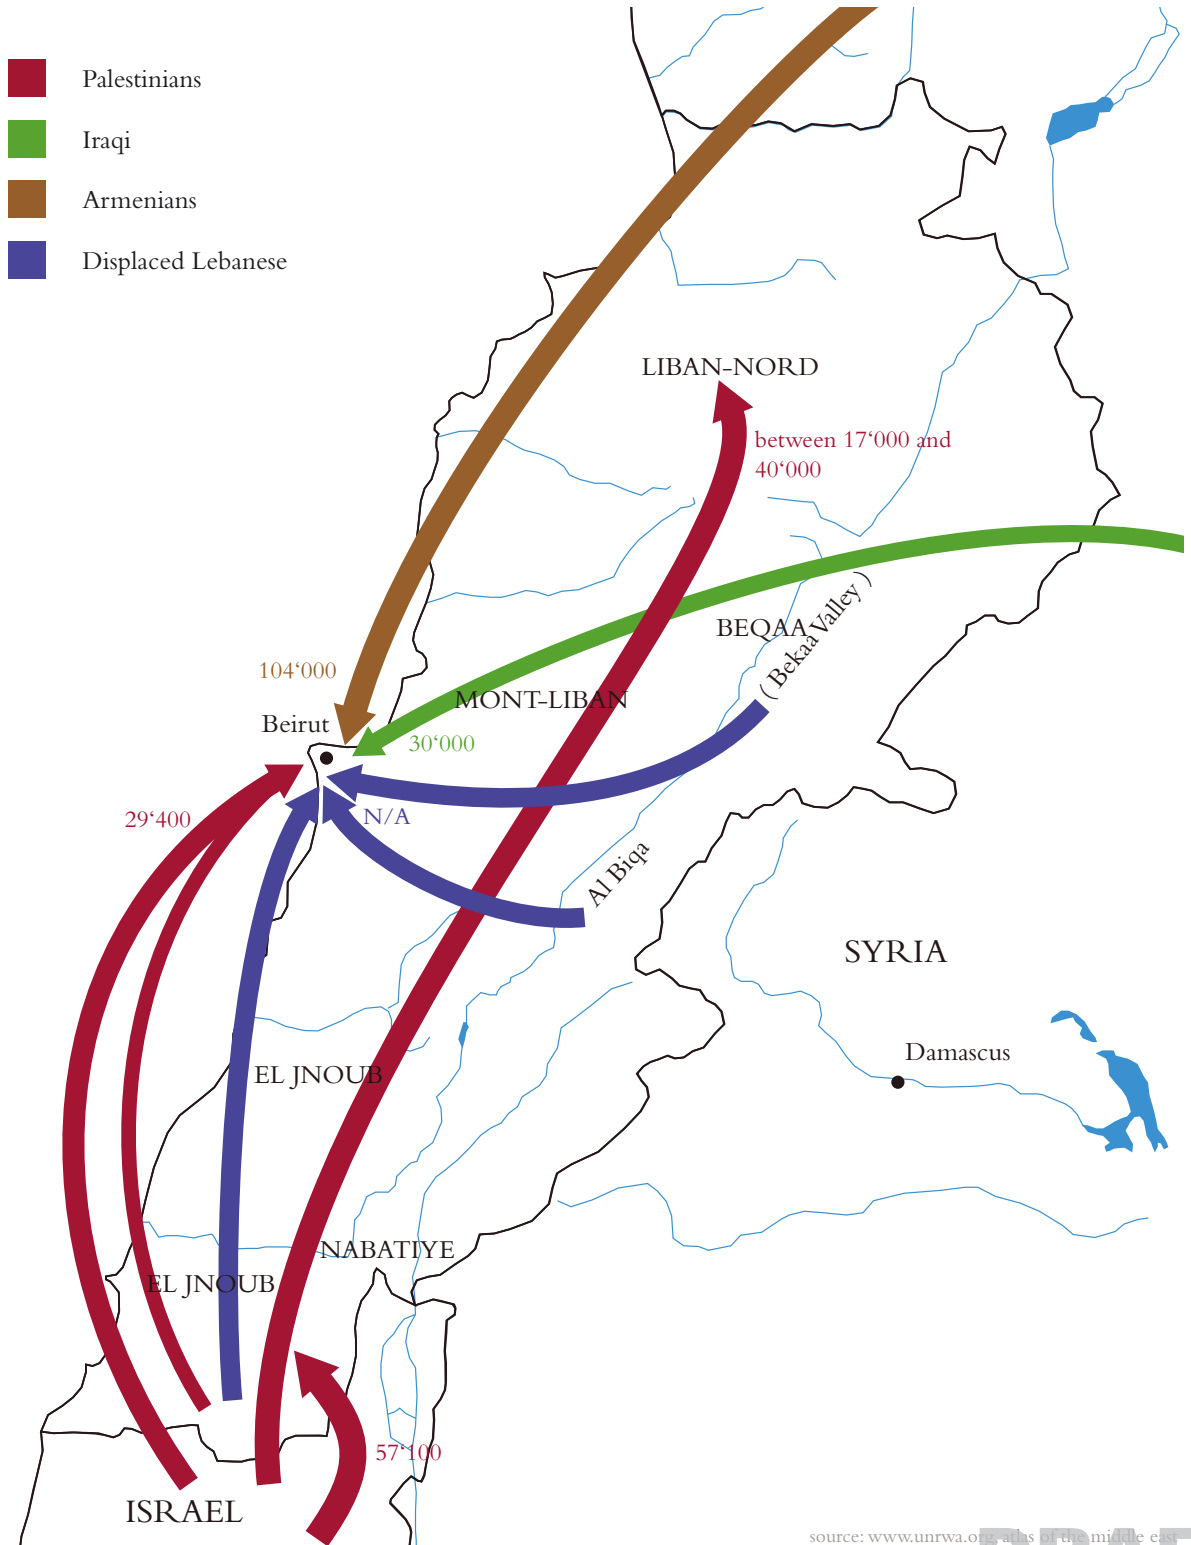 Palestinians
Iraqi
Armenians
Displaced Lebanese
LIBAN-NORD
between 17‘000 and
40‘000
BEQAA
( Bekaa Valley )
104‘000
MONT-LIBAN
Beirut
30‘000
29‘400
N/A
Al Biqa
SYRIA
Damascus
EL JNOUB
NABATIYE
EL JNOUB
57‘100
ISRAEL
source: www.unrwa.org, atlas of the middle east